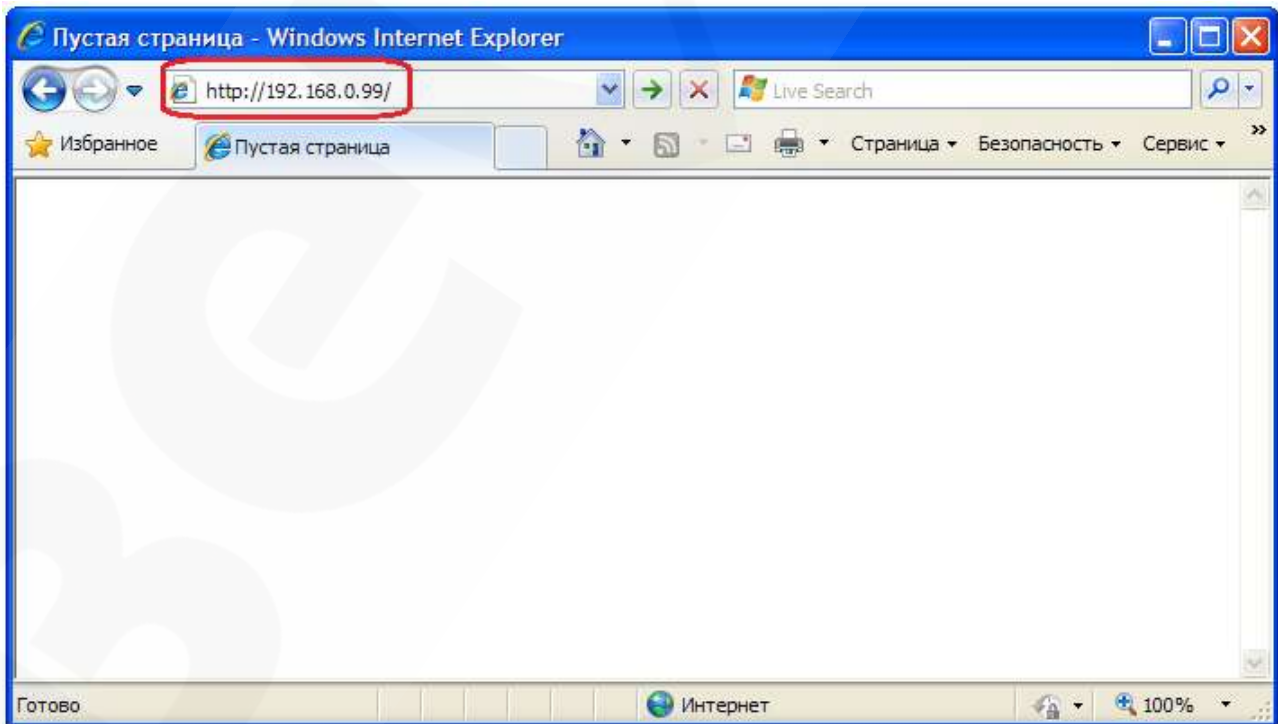 Пустая страница - Windows Internet Explorer
http://192.168.0.99/
Live Search
Избранное
Пустая страница
Страница
Безопасность
Сервис
»
Готово
Интернет
100%